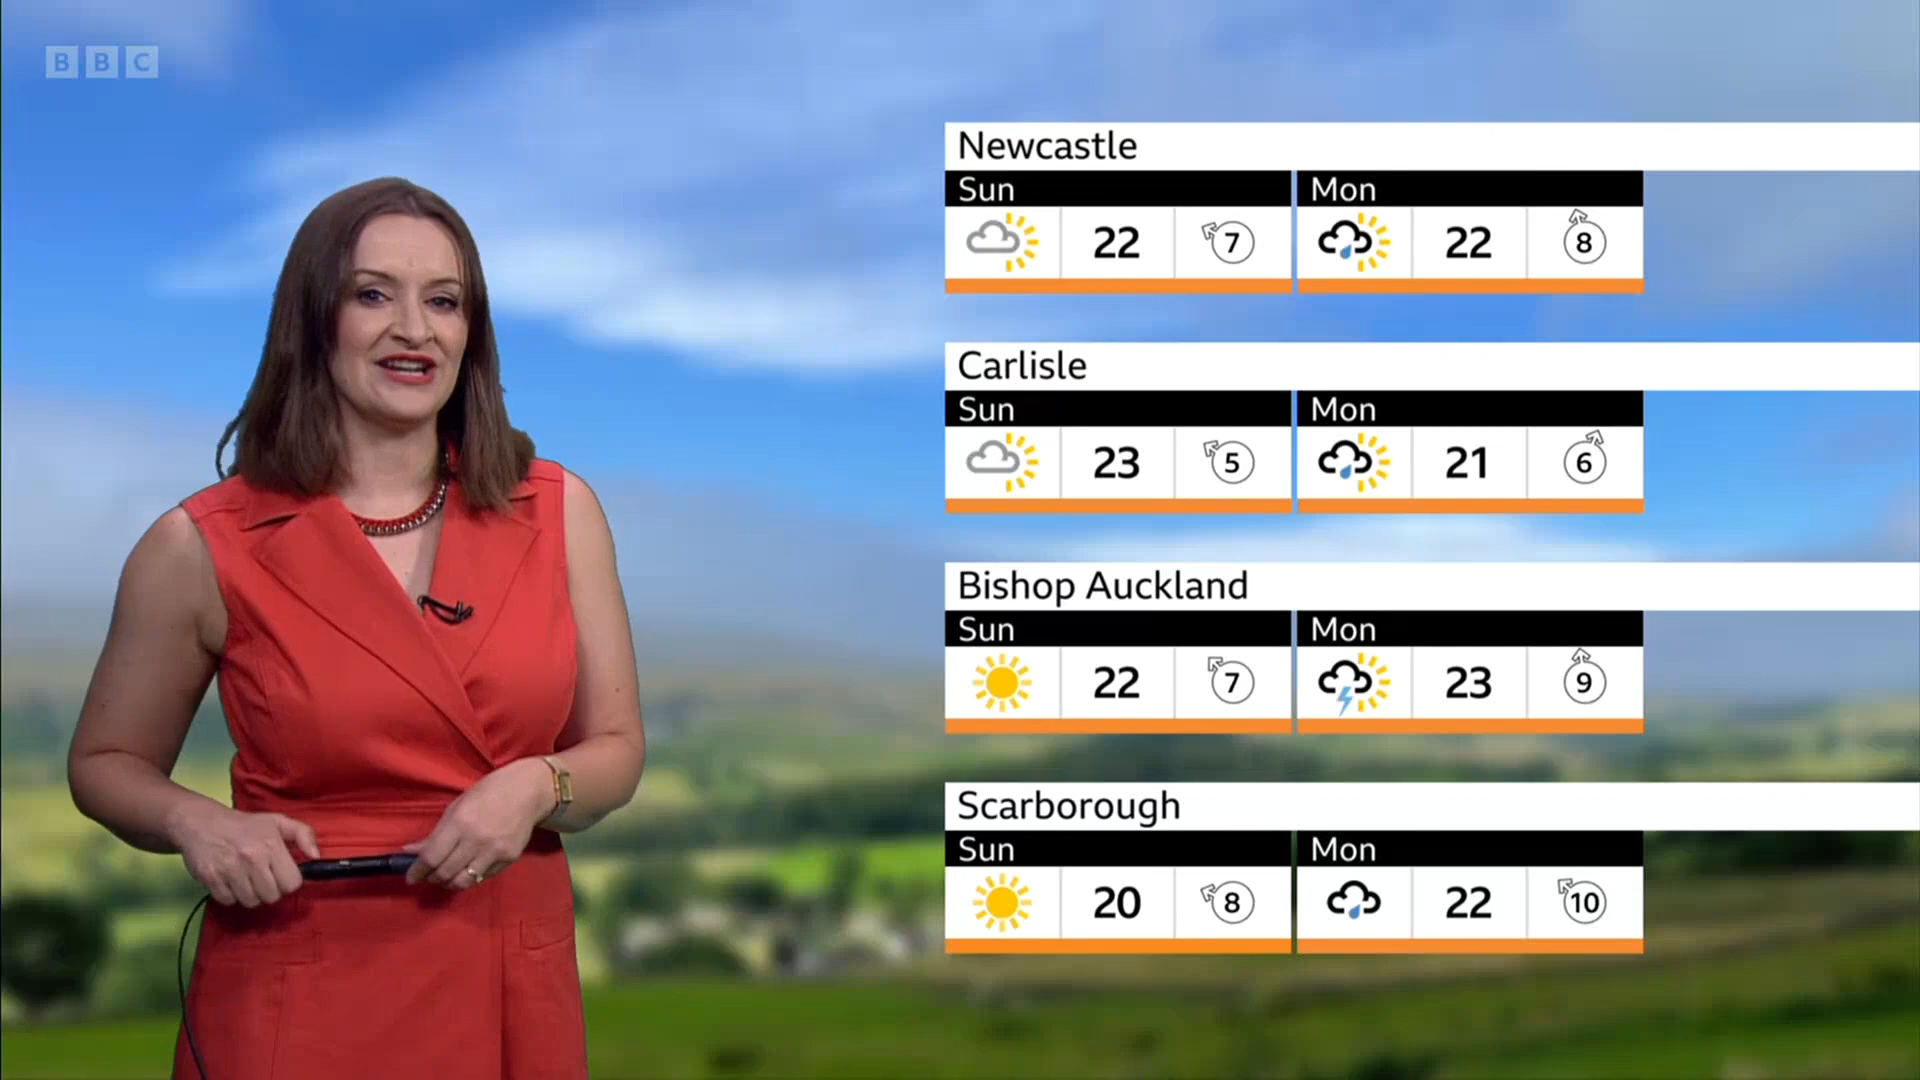 BBC
Newcastle
Sun Mon
22 7 22 8
Carlisle
Sun Mon
23 5 21 6
Bishop Auckland
Sun Mon
22 7 23 9
Scarborough
Sun Mon
20 8 22 10